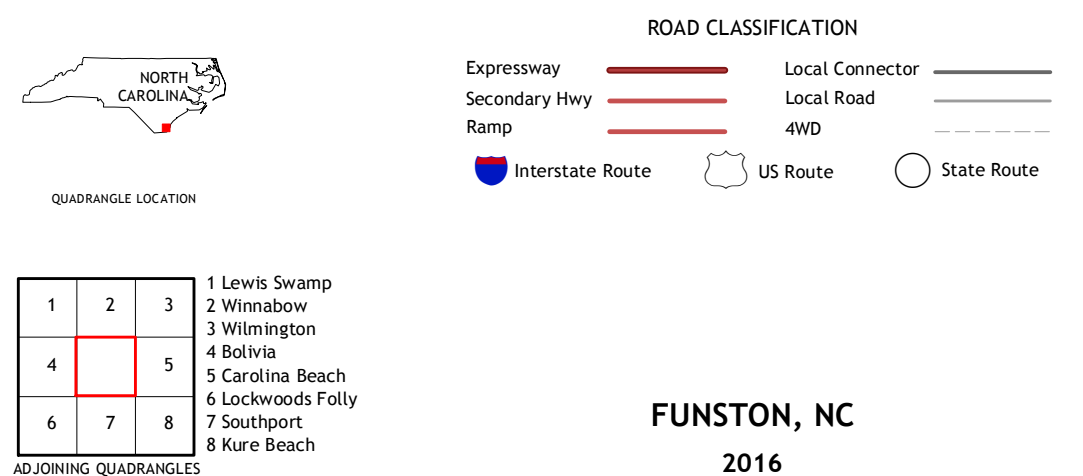 NORTH
CAROLINA
QUADRANGLE LOCATION
ROAD CLASSIFICATION
Expressway
Local Connector
Secondary Hwy
Local Road
Ramp
4WD
Interstate Route
US Route
State Route
1 2 3
4 5
6 7 8
1 Lewis Swamp
2 Winnabow
3 Wilmington
4 Bolivia
5 Carolina Beach
6 Lockwoods Folly
7 Southport
8 Kure Beach
ADJOINING QUADRANGLES
FUNSTON, NC
2016